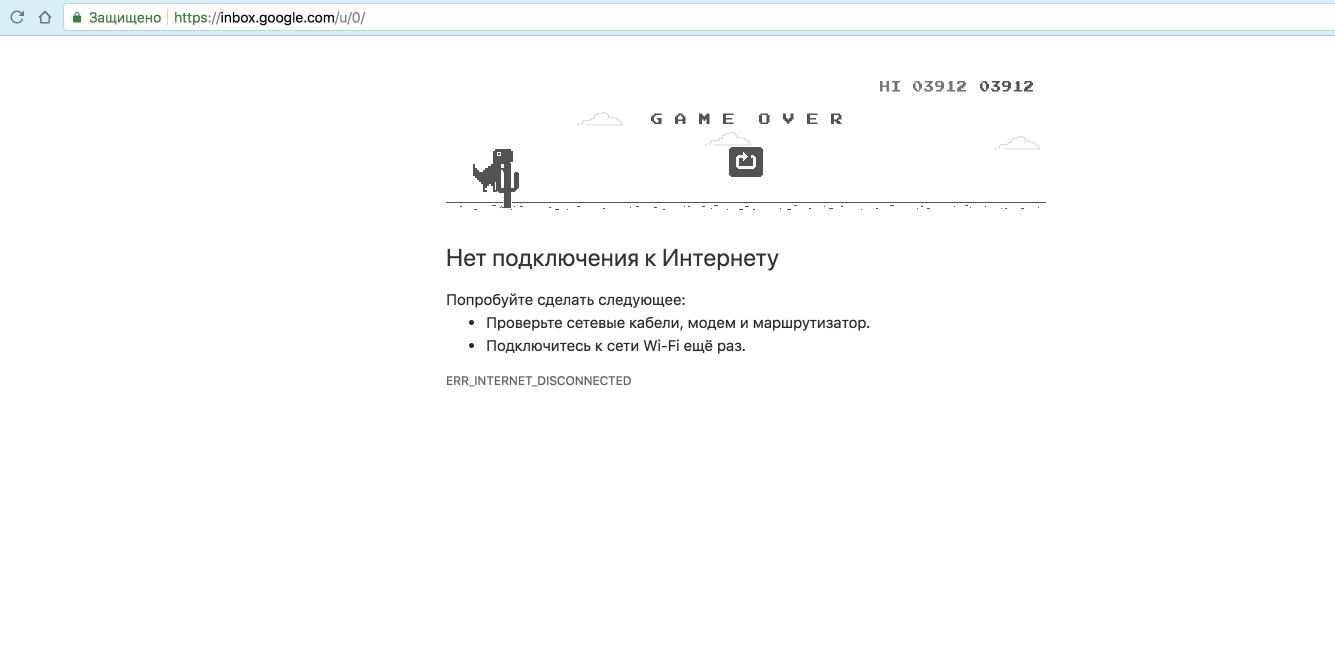 Защищено https://inbox.google.com/u/0/
HI 03912 03912
GAME OVER
Нет подключения к Интернету
Попробуйте сделать следующее:
• Проверьте сетевые кабели, модем и маршрутизатор.
• Подключитесь к сети Wi-Fi ещё раз.
ERR_INTERNET_DISCONNECTED